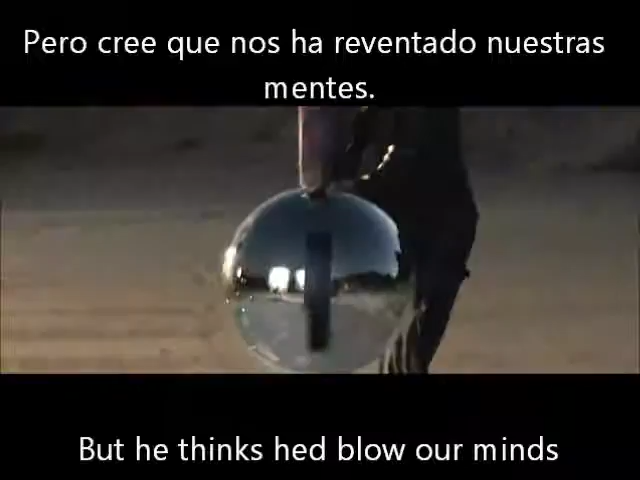 Pero cree que nos ha reventado nuestras
mentes.
But he thinks hed blow our minds